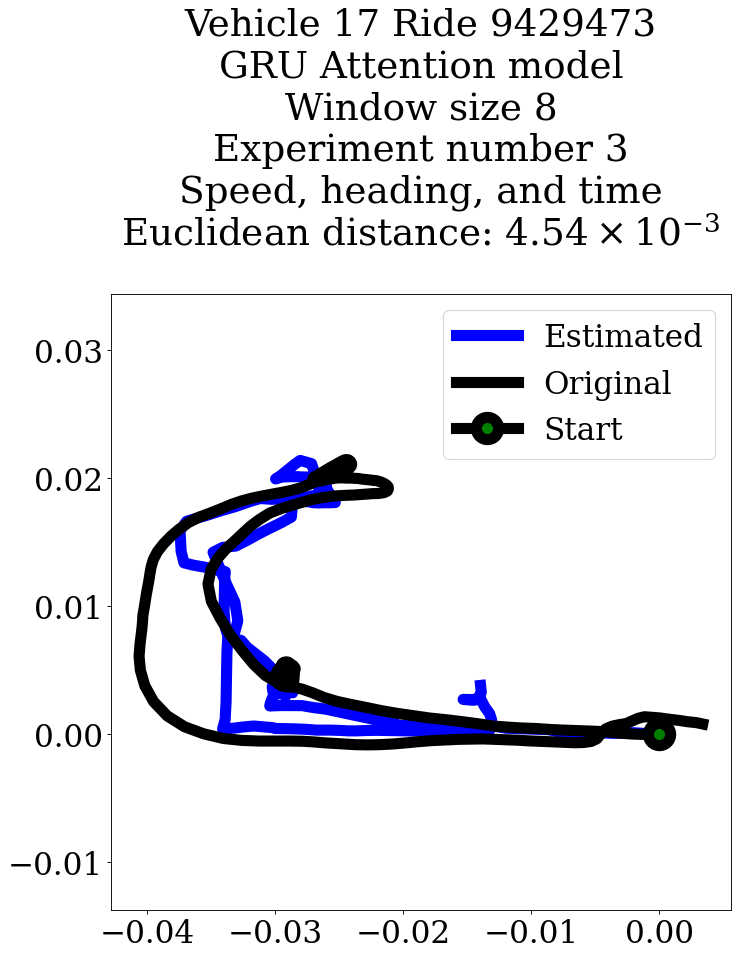 Vehicle 17 Ride 9429473
GRU Attention model
Window size 8
Experiment number 3
Speed, heading, and time
Euclidean distance: 4.54 × 10⁻³
Estimated
Original
Start
0.03
0.02
0.01
0.00
−0.01
−0.04 −0.03 −0.02 −0.01 0.00